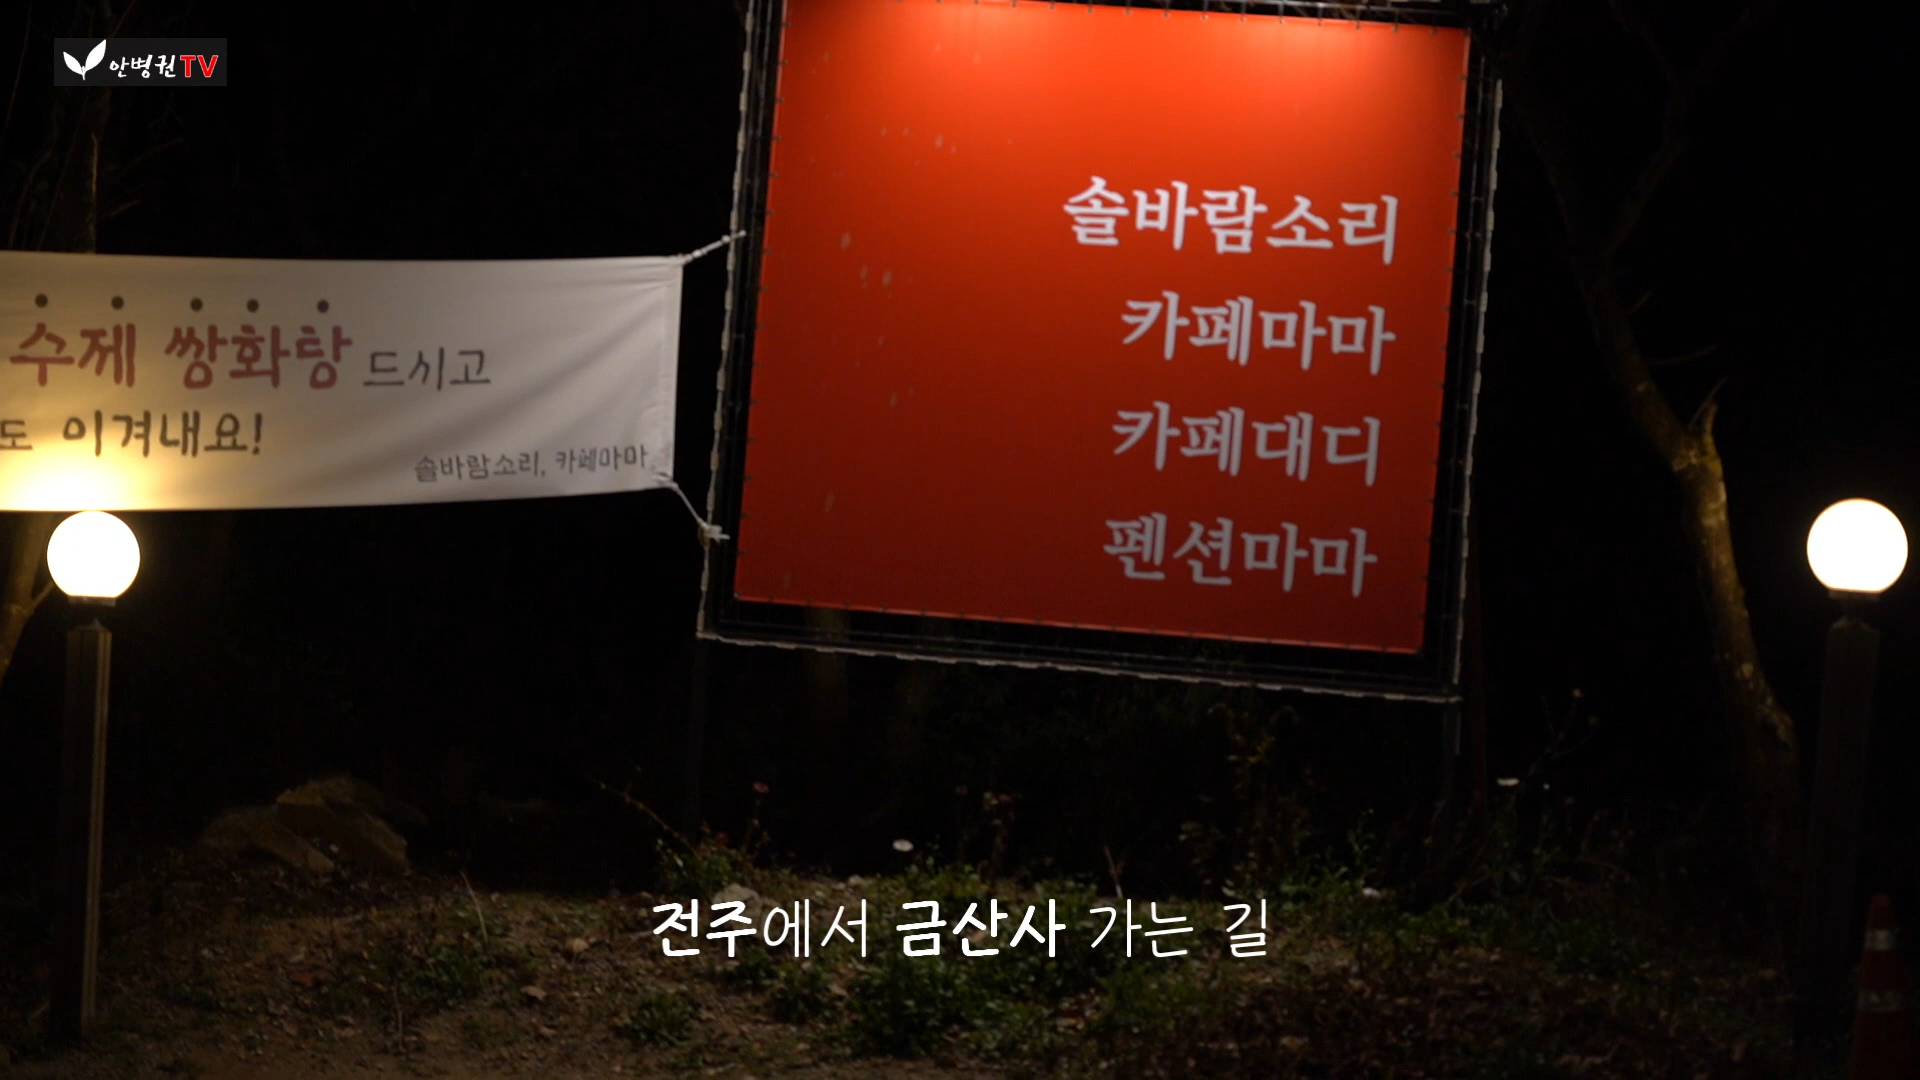 안병권TV
솔바람소리
카페마마
카페대디
펜션마마
수제 쌍화탕 드시고
도 이겨내요!
솔바람소리, 카페마마
전주에서 금산사 가는 길